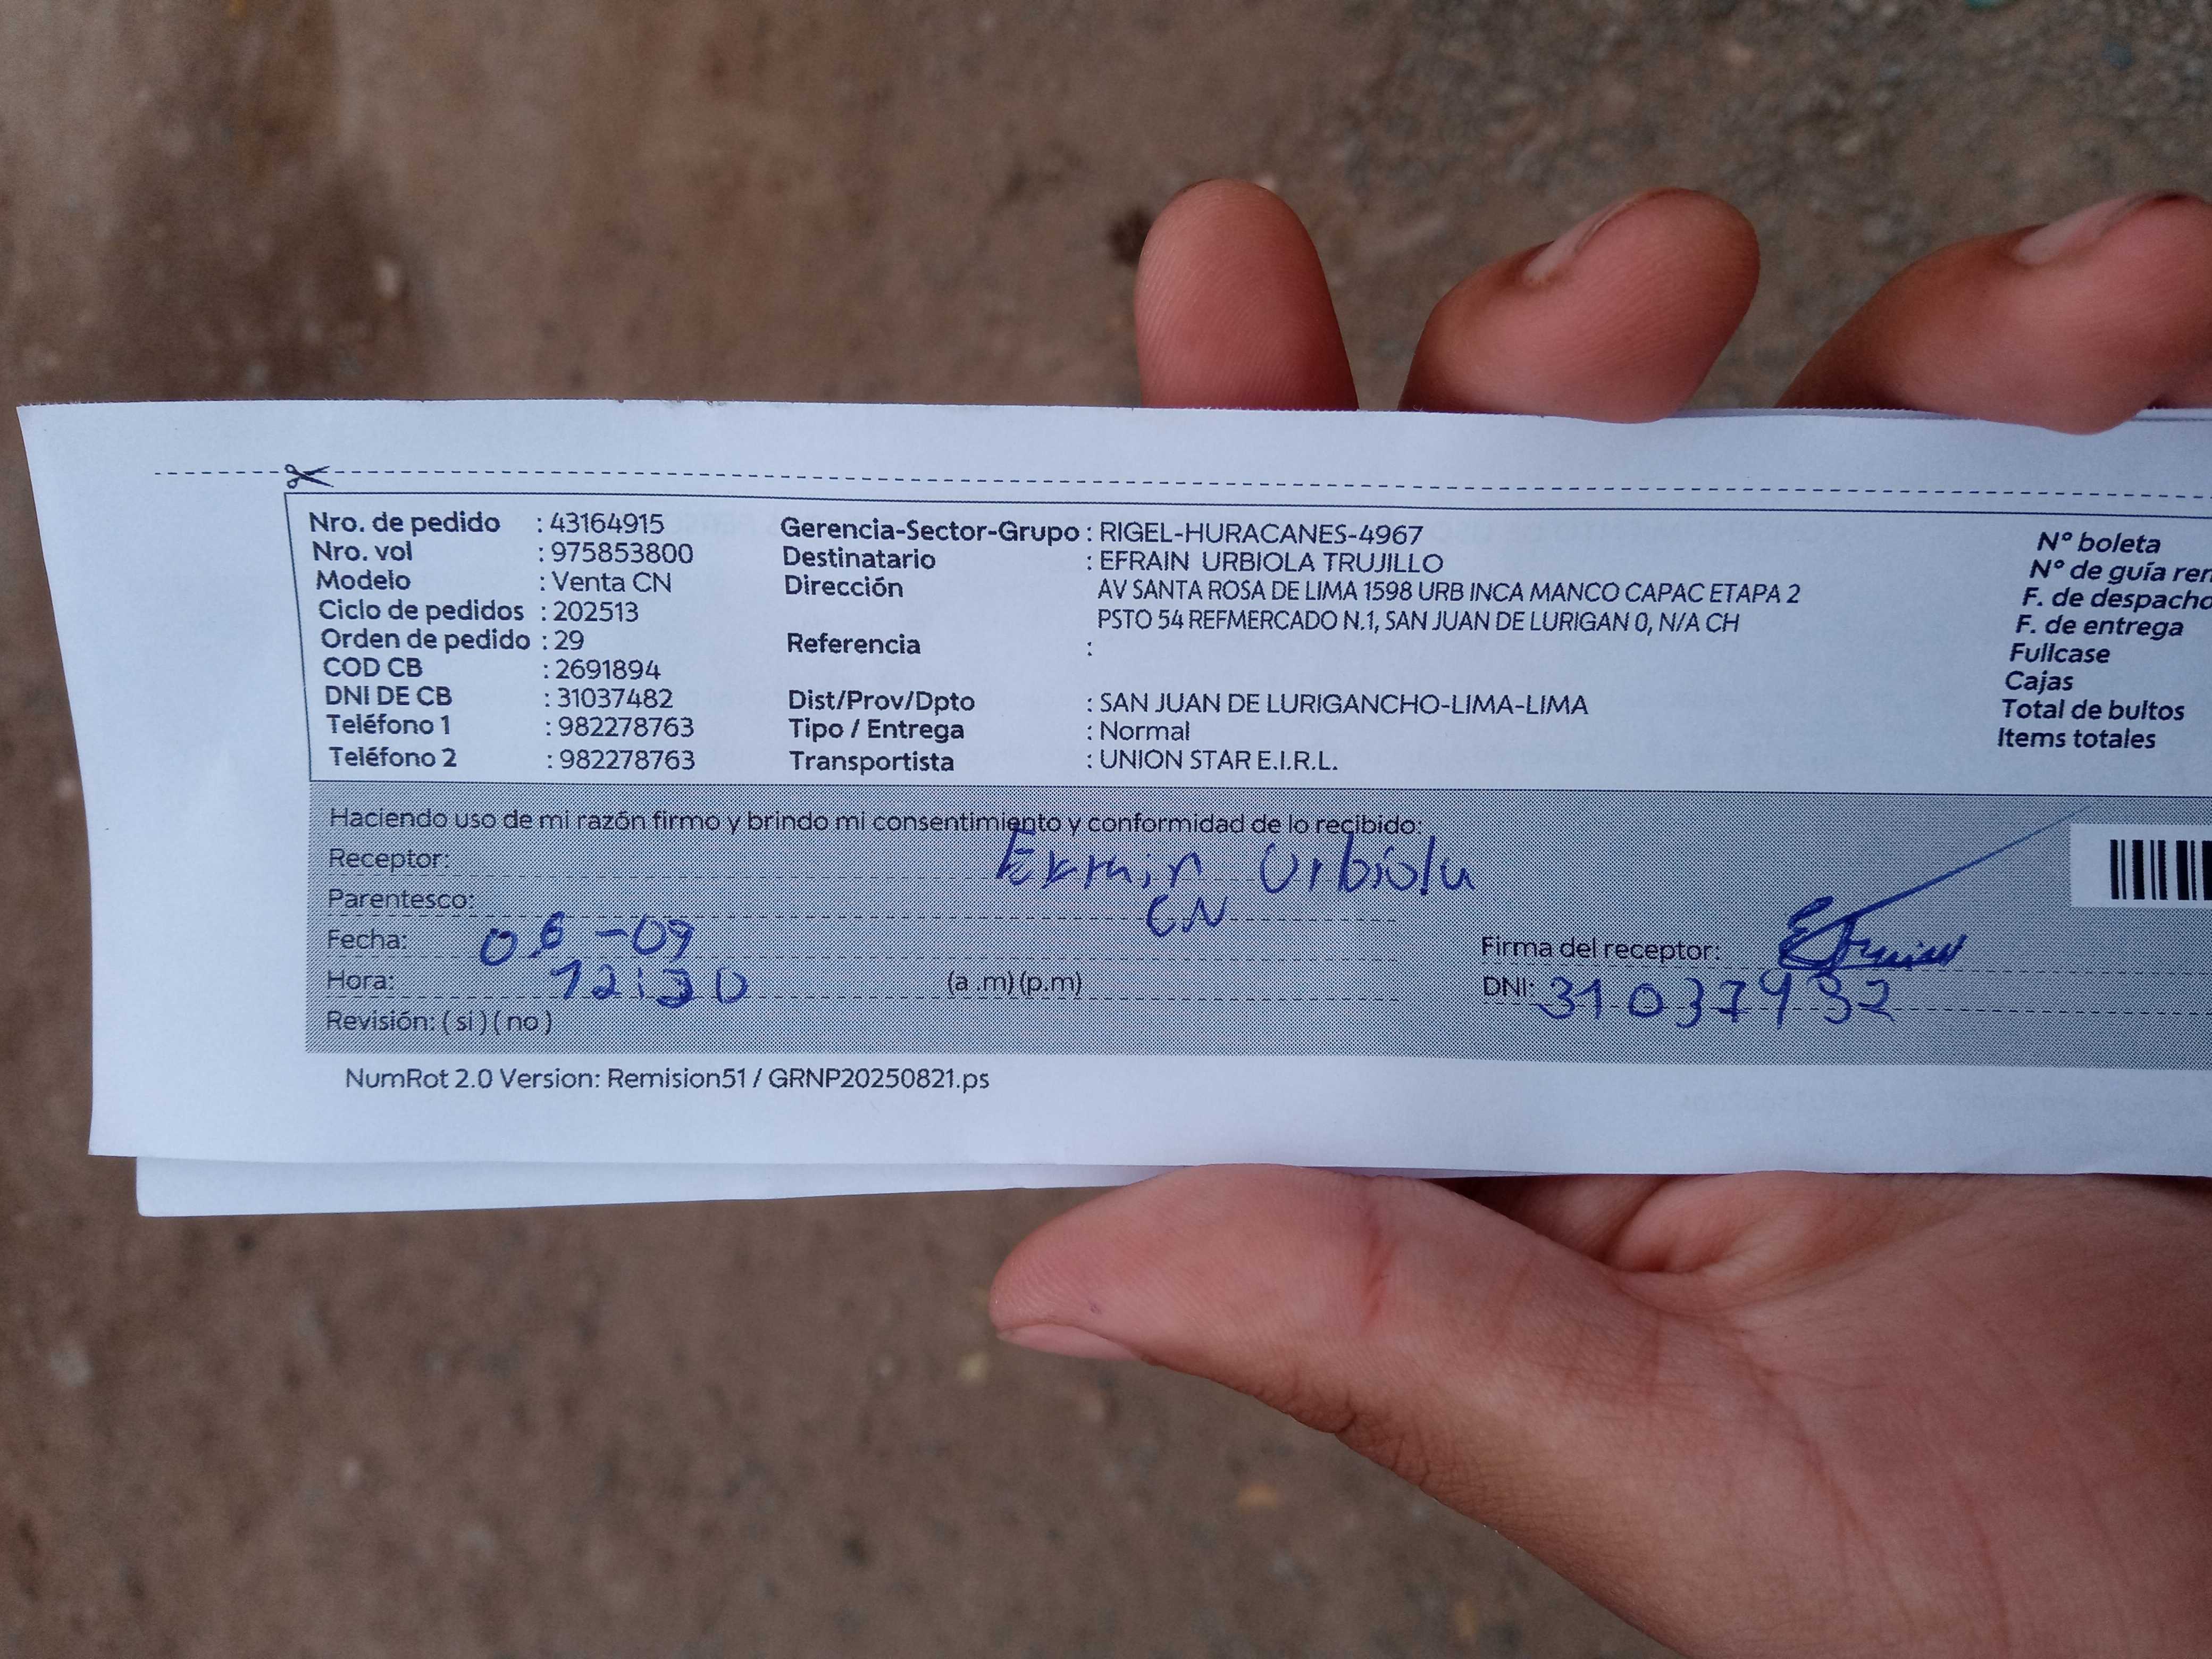 Nro. de pedido : 43164915
Nro. vol : 975853800
Modelo : Venta CN
Ciclo de pedidos : 202513
Orden de pedido : 29
COD CB : 2691894
DNI DE CB : 31037482
Teléfono 1 : 982278763
Teléfono 2 : 982278763
Gerencia-Sector-Grupo : RIGEL-HURACANES-4967
Destinatario : EFRAIN URBIOLA TRUJILLO
Dirección AV SANTA ROSA DE LIMA 1598 URB INCA MANCO CAPAC ETAPA 2
PSTO 54 REFMERCADO N.1, SAN JUAN DE LURIGAN 0, N/A CH
Referencia :
Dist/Prov/Dpto : SAN JUAN DE LURIGANCHO-LIMA-LIMA
Tipo / Entrega : Normal
Transportista : UNION STAR E.I.R.L.
N° boleta
N° de guía rem
F. de despacho
F. de entrega
Fullcase
Cajas
Total de bultos
Items totales
Haciendo uso de mi razón firmo y brindo mi consentimiento y conformidad de lo recibido:
Receptor: Urbiola
Parentesco: CN
Fecha: 06-09
Hora: 12:30 (a .m) (p.m)
Revisión: ( si ) ( no )
Firma del receptor:
DNI:
NumRot 2.0 Version: Remision51 / GRNP20250821.ps